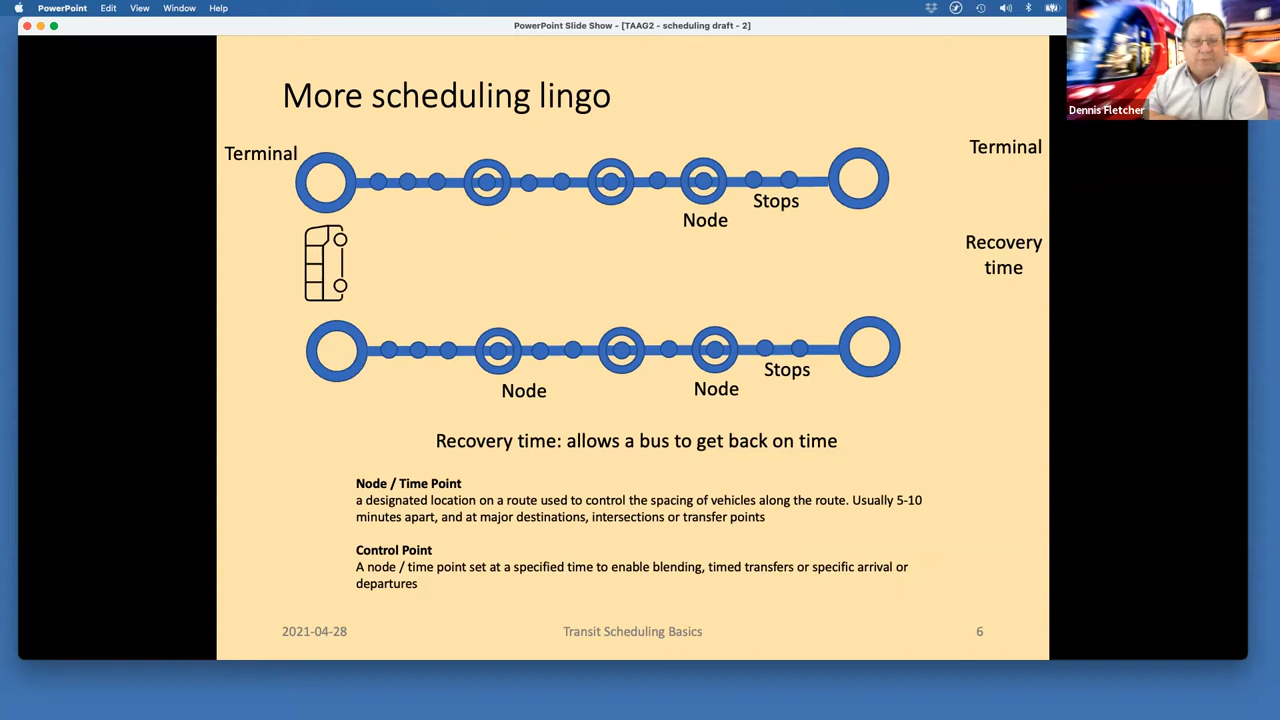 PowerPoint Edit View Window Help
PowerPoint Slide Show - [TAAG2 - scheduling draft - 2]
Dennis Fletcher
More scheduling lingo
Terminal
Terminal
Stops
Node
Recovery
time
Stops
Node
Node
Recovery time: allows a bus to get back on time
Node / Time Point
a designated location on a route used to control the spacing of vehicles along the route. Usually 5-10
minutes apart, and at major destinations, intersections or transfer points
Control Point
A node / time point set at a specified time to enable blending, timed transfers or specific arrival or
departures
2021-04-28
Transit Scheduling Basics
6